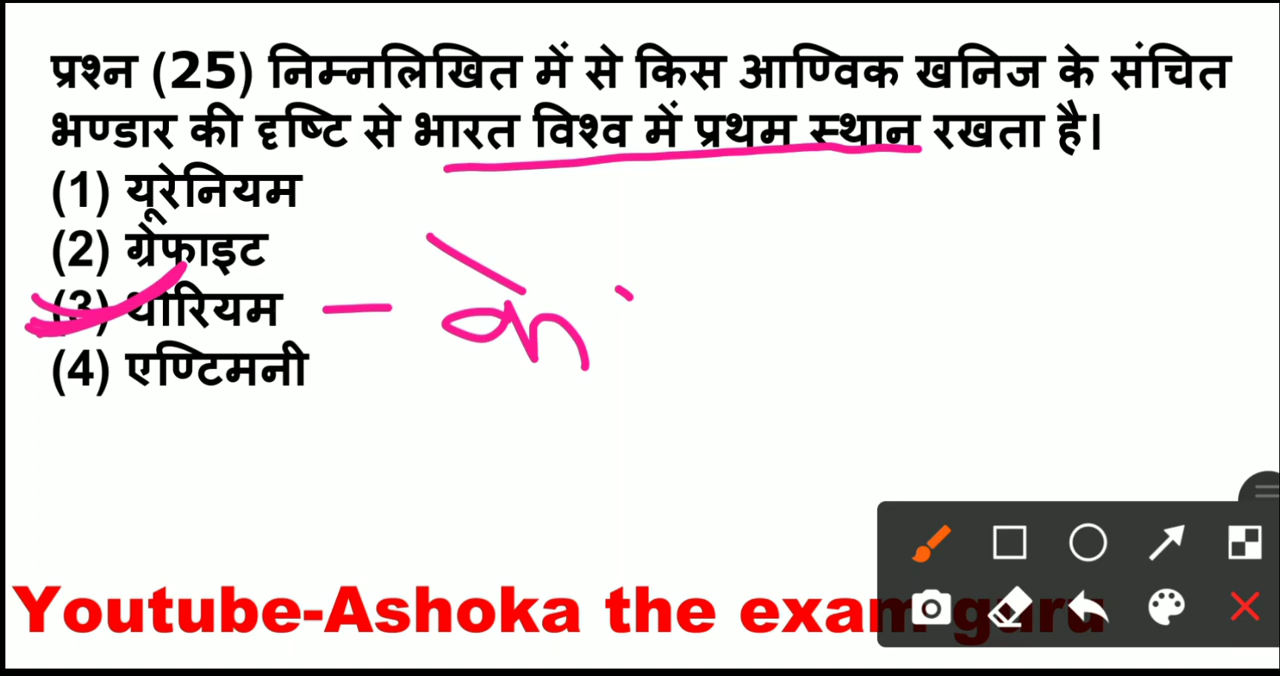 प्रश्न (25) निम्नलिखित में से किस आण्विक खनिज के संचित
भण्डार की दृष्टि से भारत विश्व में प्रथम स्थान रखता है।
(1) यूरेनियम
(2) ग्रेफाइट
(3) थोरियम —
(4) एण्टिमनी
Youtube-Ashoka the exam guru